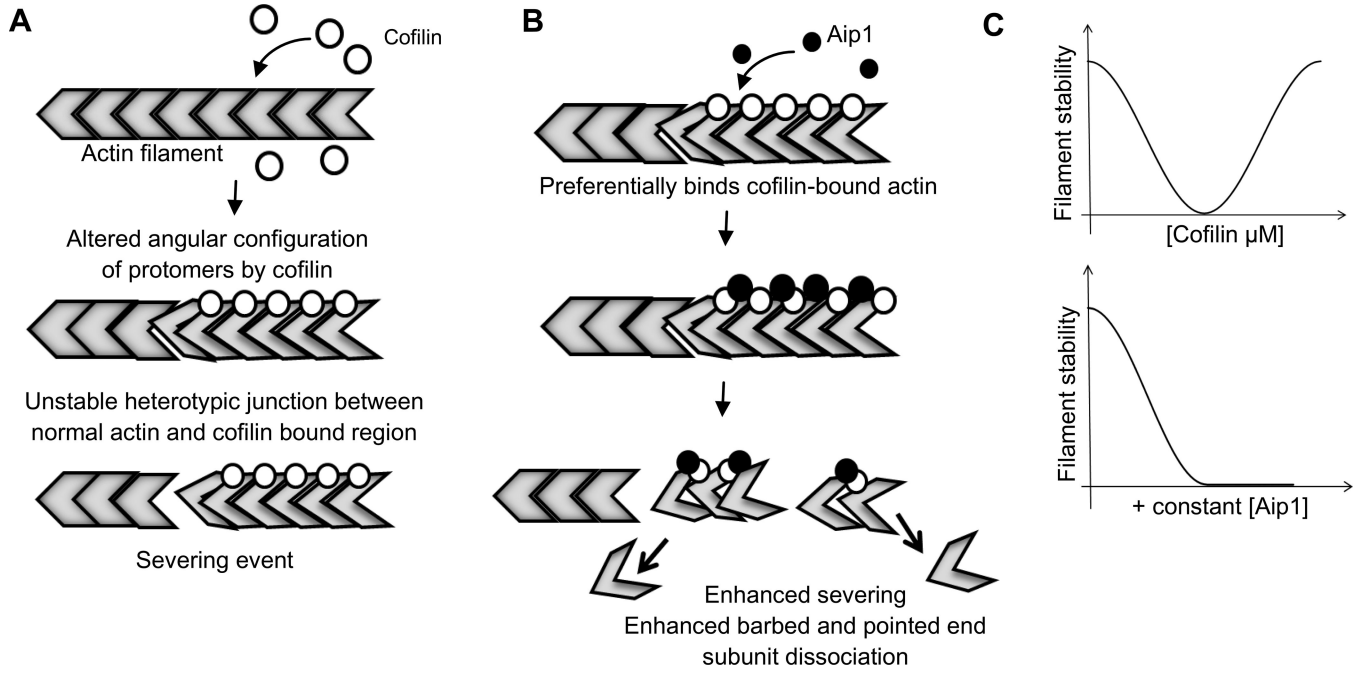 A
Cofilin
Actin filament
Altered angular configuration
of protomers by cofilin
Unstable heterotypic junction between
normal actin and cofilin bound region
Severing event
B
Aip1
Preferentially binds cofilin-bound actin
Enhanced severing
Enhanced barbed and pointed end
subunit dissociation
C
Filament stability
[Cofilin µM]
Filament stability
+ constant [Aip1]